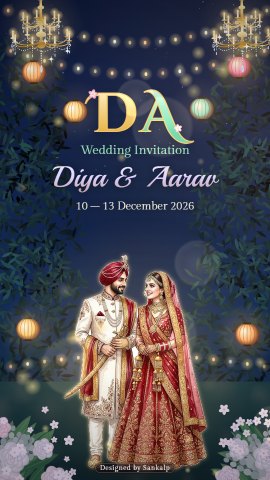 DA
Wedding Invitation
Diya & Aarav
10 — 13 December 2026
Designed by Sankalp